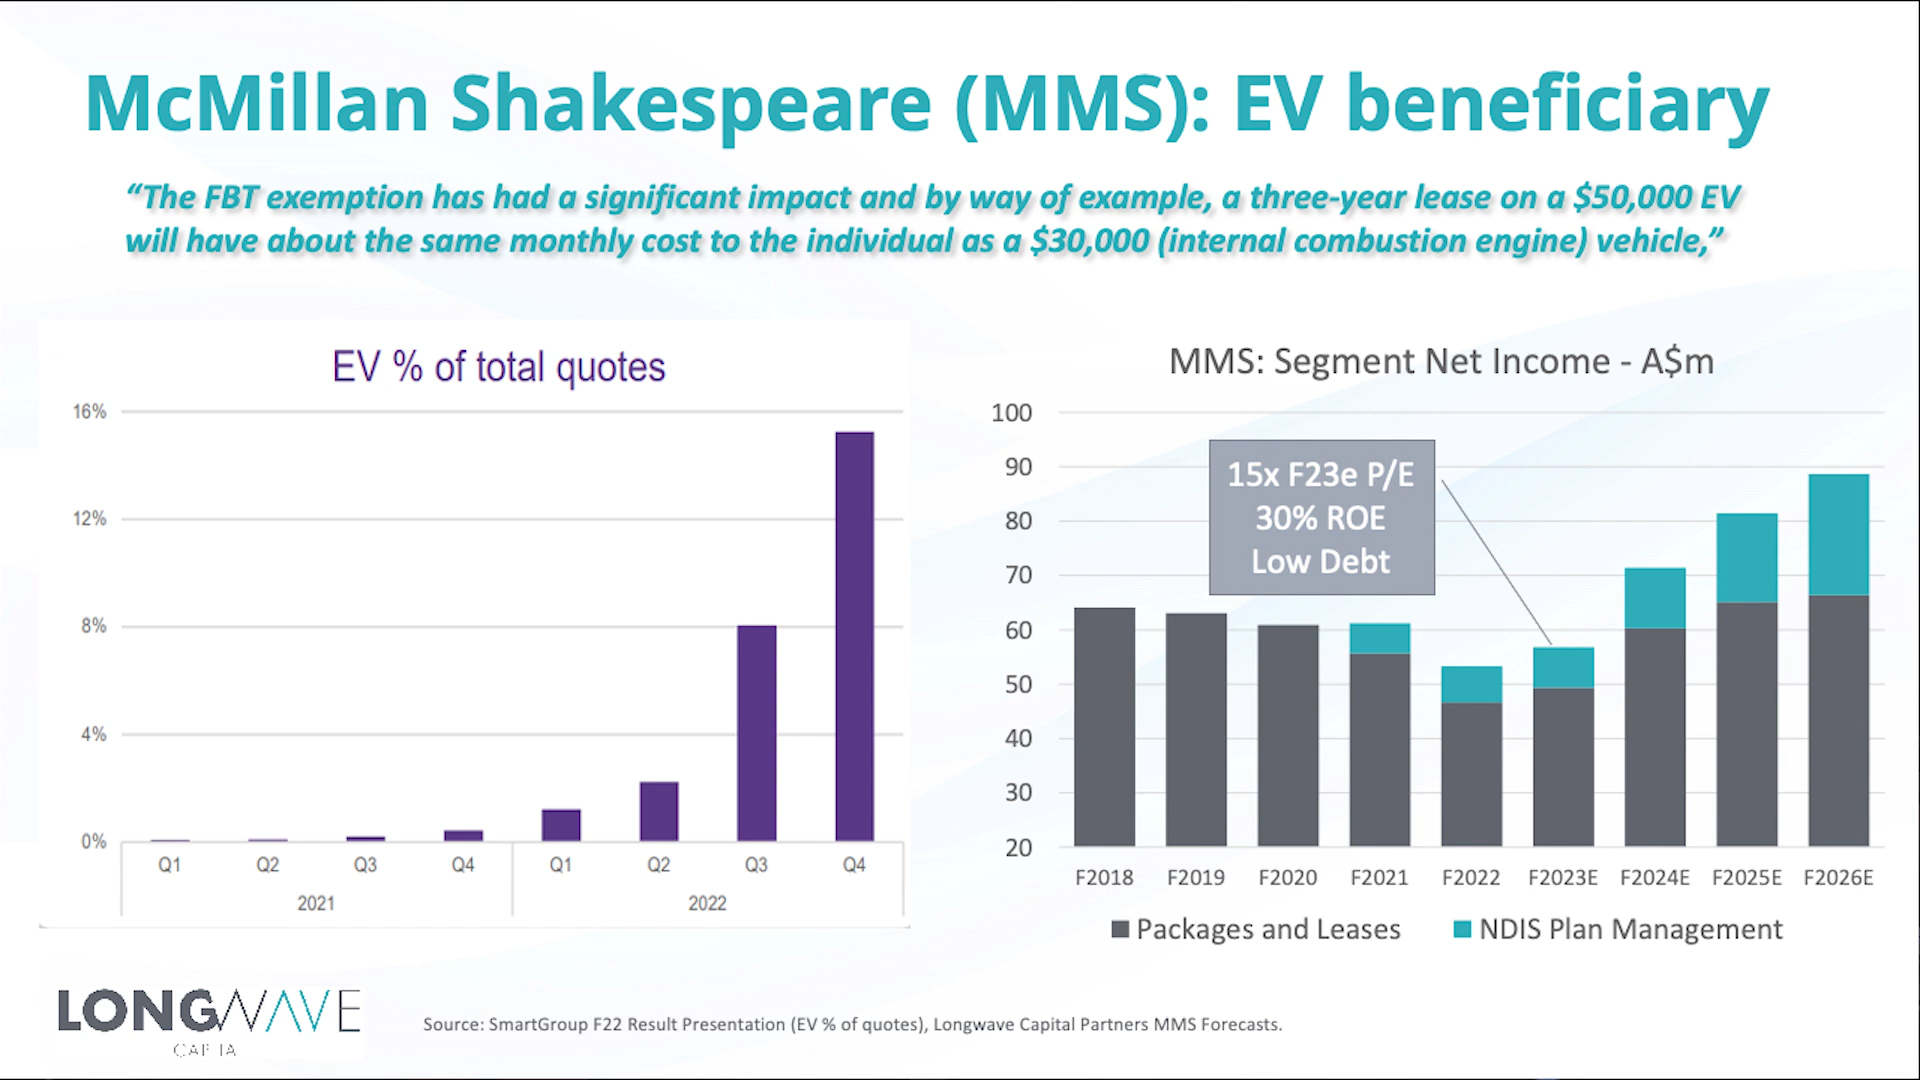 McMillan Shakespeare (MMS): EV beneficiary
“The FBT exemption has had a significant impact and by way of example, a three-year lease on a $50,000 EV
will have about the same monthly cost to the individual as a $30,000 (internal combustion engine) vehicle,”
EV % of total quotes
16%
12%
8%
4%
0%
Q1 Q2 Q3 Q4 Q1 Q2 Q3 Q4
2021 2022
MMS: Segment Net Income - A$m
100
90
80
70
60
50
40
30
20
15x F23e P/E
30% ROE
Low Debt
F2018 F2019 F2020 F2021 F2022 F2023E F2024E F2025E F2026E
Packages and Leases NDIS Plan Management
LONGWAVE
CAPITA
Source: SmartGroup F22 Result Presentation (EV % of quotes), Longwave Capital Partners MMS Forecasts.